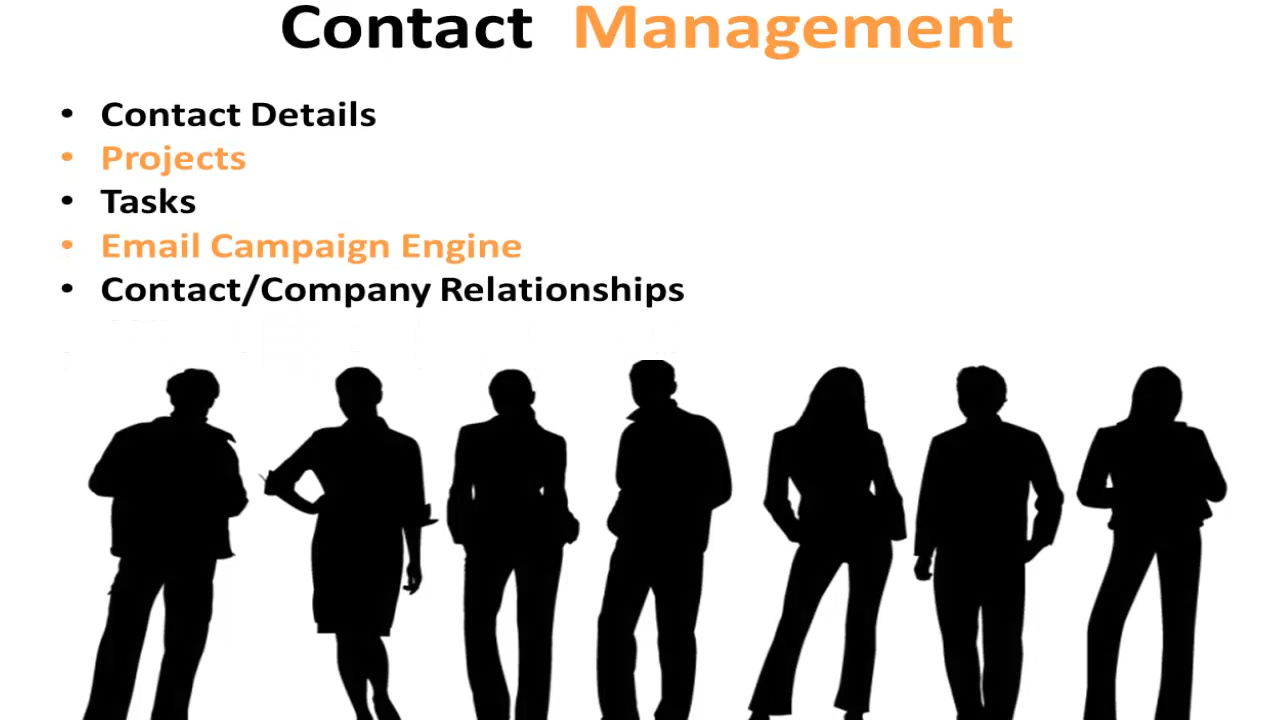 Contact Management
• Contact Details
• Projects
• Tasks
• Email Campaign Engine
• Contact/Company Relationships